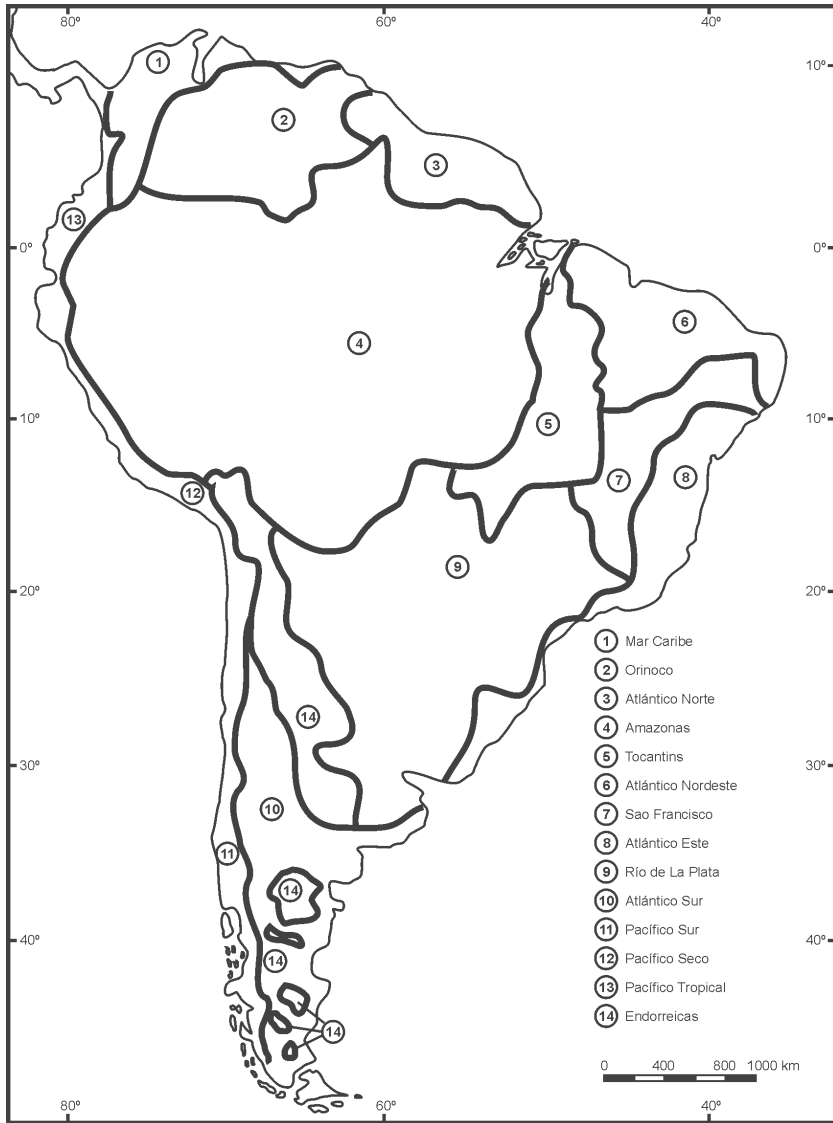 80º 60º 40º
10º 10º
0º 0º
10º 10º
20º 20º
30º 30º
40º 40º
80º 60º 40º
1
2
3
13
6
4
5
12
7
8
9
14
10
11
14
14
14
1 Mar Caribe
2 Orinoco
3 Atlántico Norte
4 Amazonas
5 Tocantins
6 Atlántico Nordeste
7 Sao Francisco
8 Atlántico Este
9 Río de La Plata
10 Atlántico Sur
11 Pacífico Sur
12 Pacífico Seco
13 Pacífico Tropical
14 Endorreicas
0 400 800 1000 km